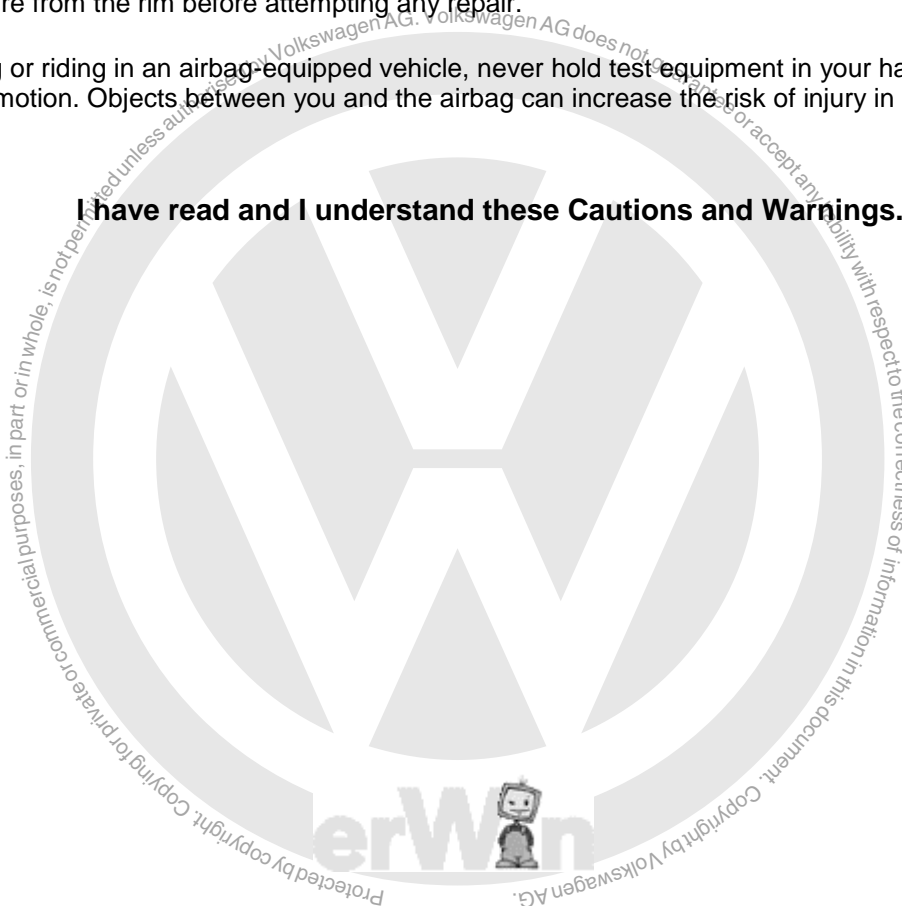 re from the rim before attempting any repair.
g or riding in an airbag-equipped vehicle, never hold test equipment in your ha
motion. Objects between you and the airbag can increase the risk of injury in
I have read and I understand these Cautions and Warnings.
Protected by copyright. Copying for private or commercial purposes, in part or in whole, is not permitted unless authorised by Volkswagen AG. Volkswagen AG does not guarantee or accept any liability with respect to the correctness of information in this document. Copyright by Volkswagen AG.
erWin